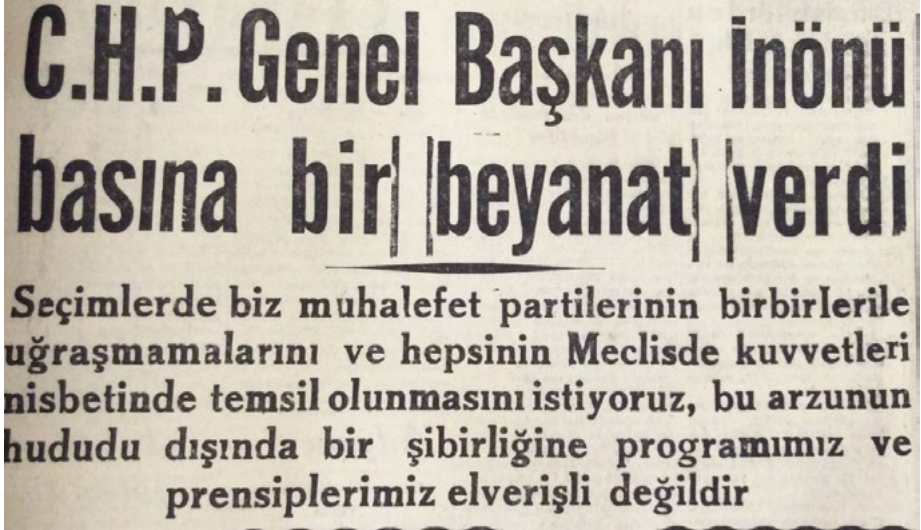 C.H.P. Genel Başkanı İnönü
basına bir beyanat verdi
Seçimlerde biz muhalefet partilerinin birbirlerile
uğraşmamalarını ve hepsinin Meclisde kuvvetleri
nisbetinde temsil olunmasını istiyoruz, bu arzunun
hududu dışında bir şibirliğine programımız ve
prensiplerimiz elverişli değildir